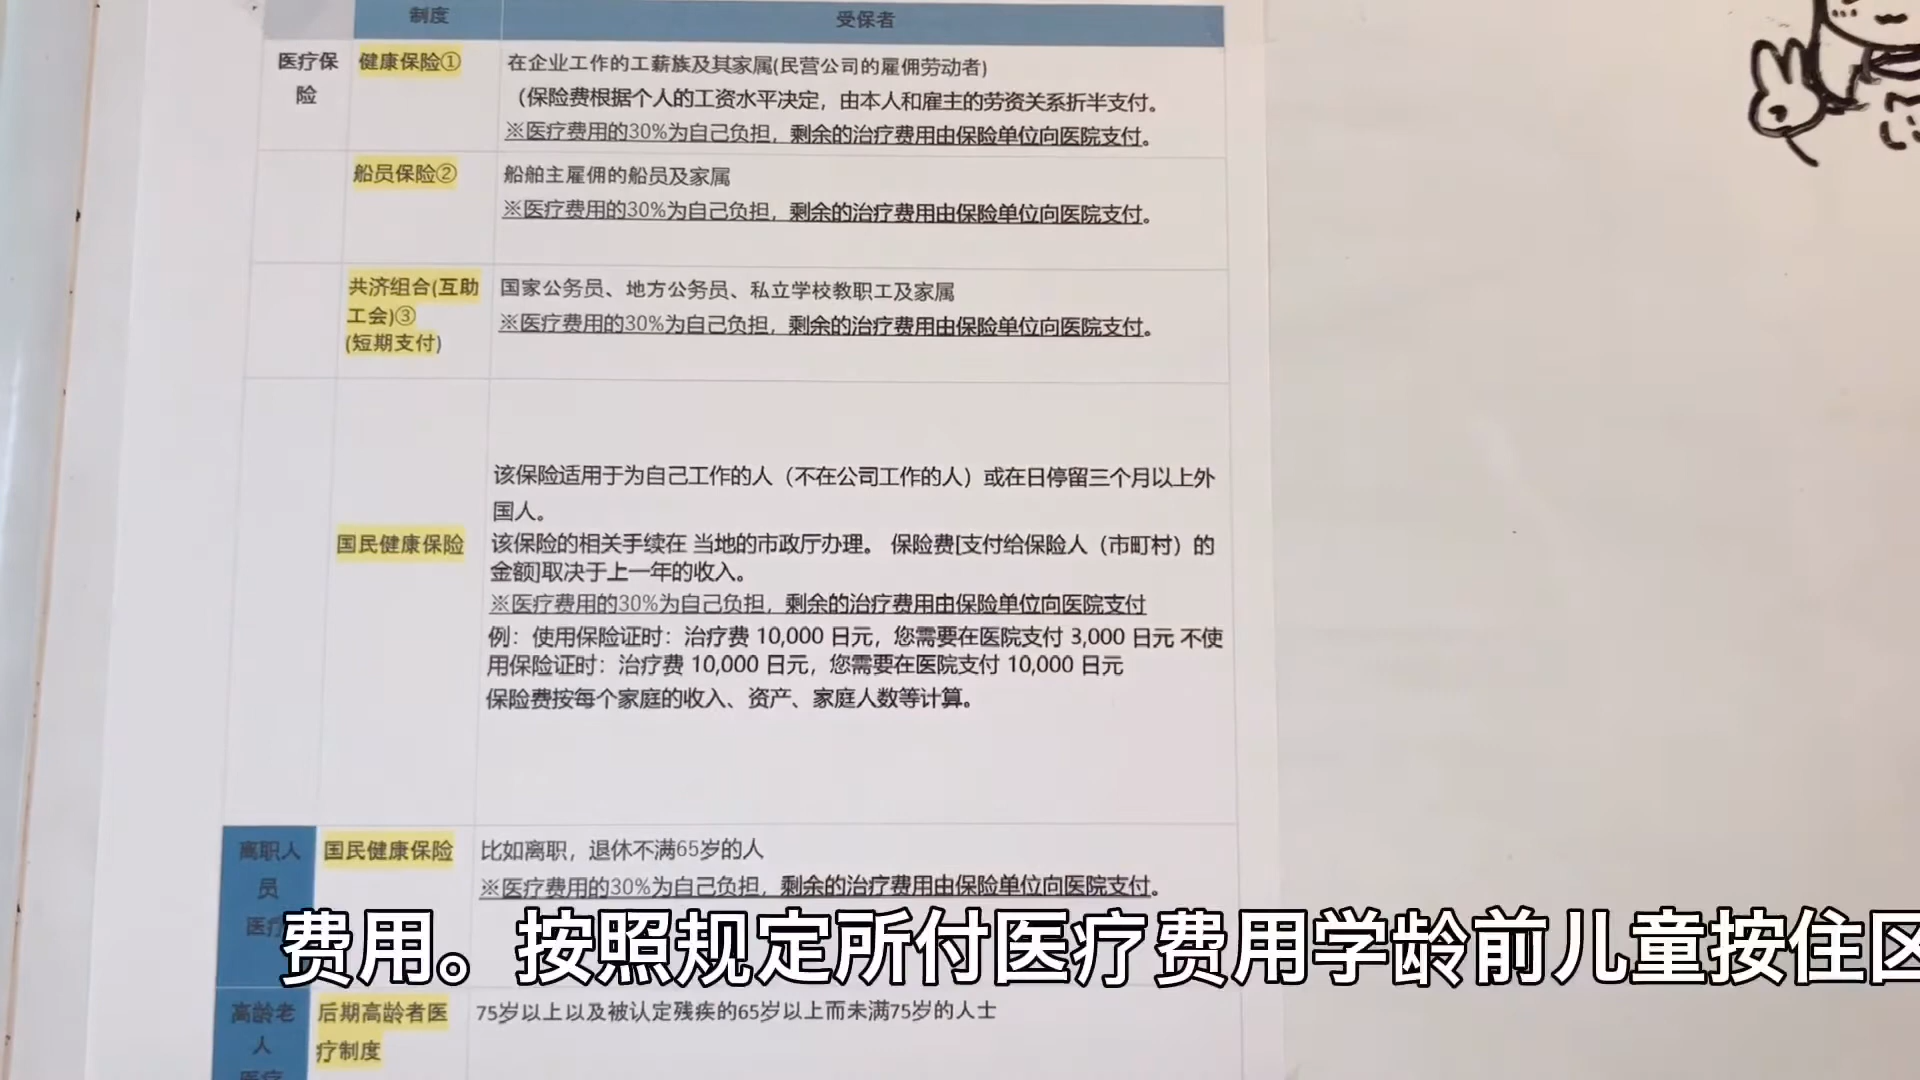 制度 受保者
医疗保
险
健康保险①
在企业工作的工薪族及其家属(民营公司的雇佣劳动者)
（保险费根据个人的工资水平决定，由本人和雇主的劳资关系折半支付。
※医疗费用的30%为自己负担，剩余的治疗费用由保险单位向医院支付。
船员保险②
船舶主雇佣的船员及家属
※医疗费用的30%为自己负担，剩余的治疗费用由保险单位向医院支付。
共济组合(互助
工会)③
(短期支付)
国家公务员、地方公务员、私立学校教职工及家属
※医疗费用的30%为自己负担，剩余的治疗费用由保险单位向医院支付。
国民健康保险
该保险适用于为自己工作的人（不在公司工作的人）或在日停留三个月以上外
国人。
该保险的相关手续在 当地的市政厅办理。 保险费[支付给保险人（市町村）的
金额]取决于上一年的收入。
※医疗费用的30%为自己负担，剩余的治疗费用由保险单位向医院支付
例：使用保险证时：治疗费 10,000 日元，您需要在医院支付 3,000 日元 不使
用保险证时：治疗费 10,000 日元，您需要在医院支付 10,000 日元
保险费按每个家庭的收入、资产、家庭人数等计算。
离职人
员
医疗
国民健康保险
比如离职，退休不满65岁的人
※医疗费用的30%为自己负担，剩余的治疗费用由保险单位向医院支付。
费用。按照规定所付医疗费用学龄前儿童按住区
高龄老
人
医疗
后期高龄者医
疗制度
75岁以上以及被认定残疾的65岁以上而未满75岁的人士